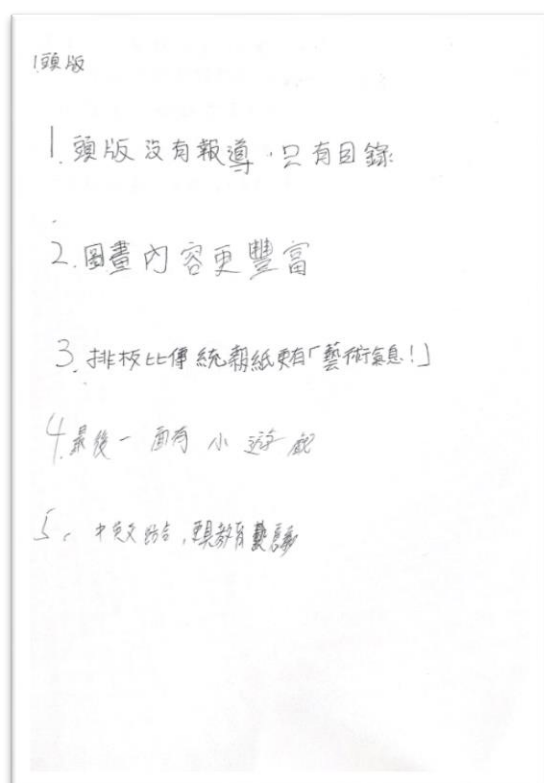 1頭版
1. 頭版沒有報導,只有目錄
2. 圖畫內容更豐富
3. 排板比傳統報紙更有「藝術氣息!」
4. 最後一面有小遊戲
5. 中英文結合,更具教育意義